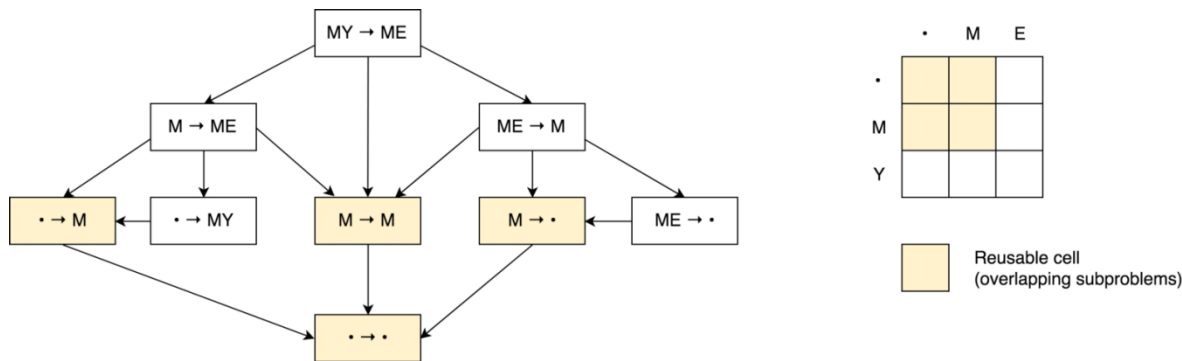 MY → ME
M → ME
ME → M
• → M
• → MY
M → M
M → •
ME → •
• → •
• M E
•
M
Y
Reusable cell
(overlapping subproblems)